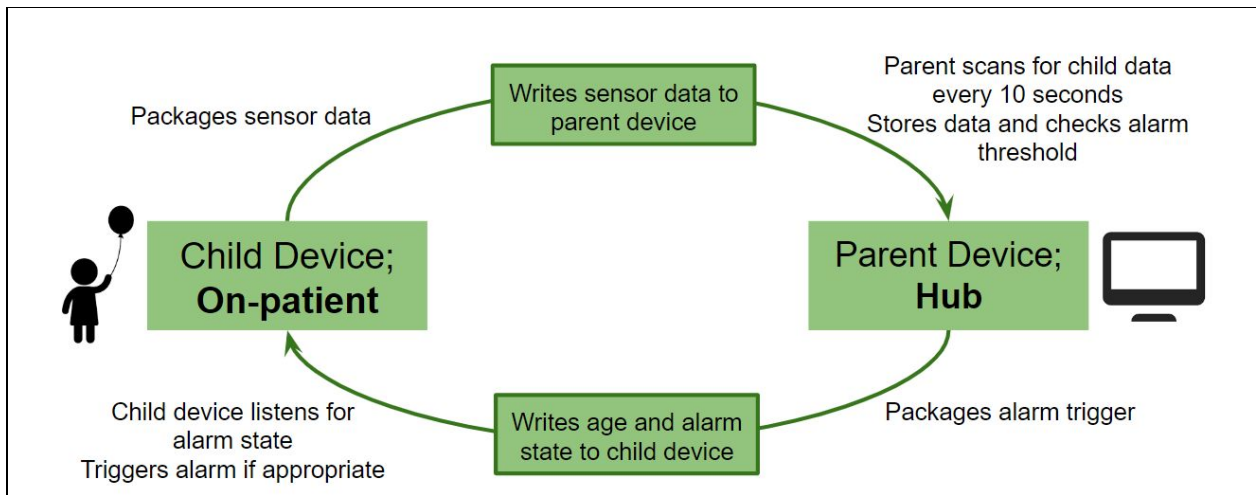 Packages sensor data
Writes sensor data to
parent device
Parent scans for child data
every 10 seconds
Stores data and checks alarm
threshold
Child Device;
On-patient
Parent Device;
Hub
Child device listens for
alarm state
Triggers alarm if appropriate
Writes age and alarm
state to child device
Packages alarm trigger